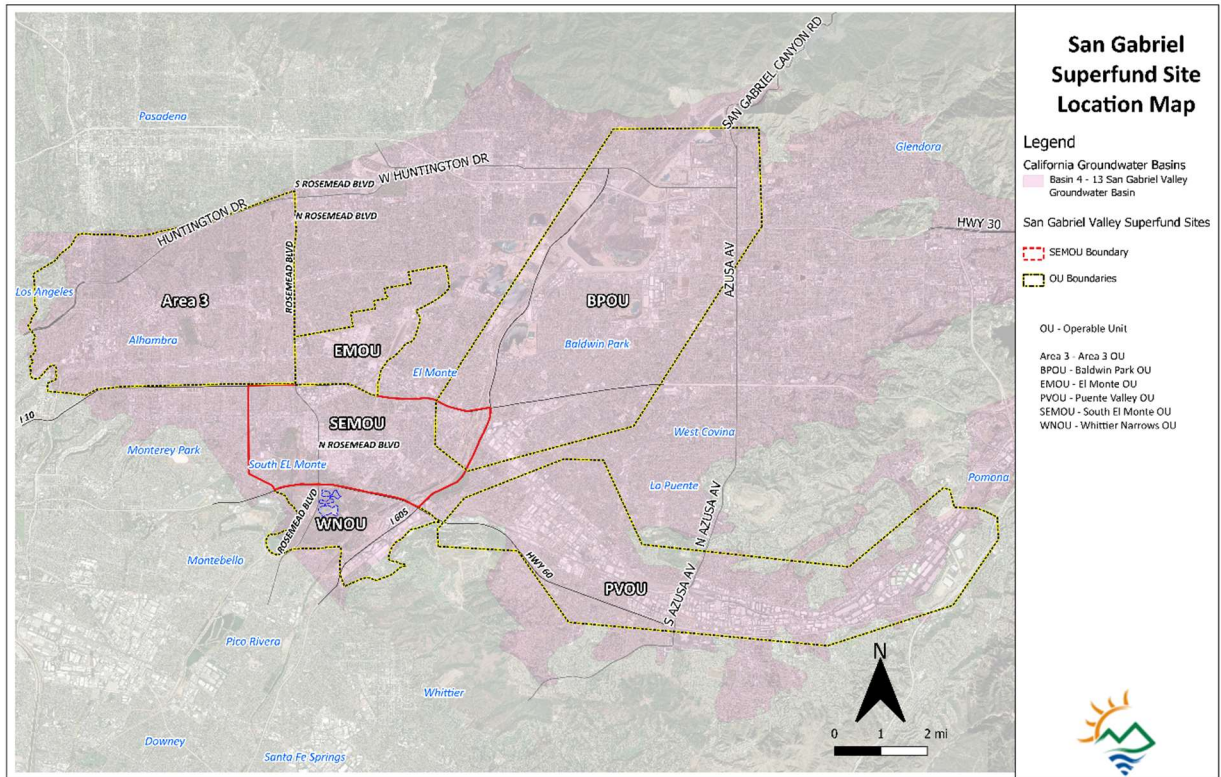 San Gabriel
Superfund Site
Location Map
Legend
California Groundwater Basins
Basin 4 - 13 San Gabriel Valley
Groundwater Basin
San Gabriel Valley Superfund Sites
SEMOU Boundary
OU Boundaries
OU - Operable Unit
Area 3 - Area 3 OU
BPOU - Baldwin Park OU
EMOU - El Monte OU
PVOU - Puente Valley OU
SEMOU - South El Monte OU
WNOU - Whittier Narrows OU
SAN GABRIEL CANYON RD
Pasadena
Glendora
W HUNTINGTON DR
S ROSEMEAD BLVD
HUNTINGTON DR
N ROSEMEAD BLVD
HWY 30
ROSEMEAD BLVD
AZUSA AV
Los Angeles
Area 3
BPOU
Alhambra
EMOU
Baldwin Park
El Monte
I 10
SEMOU
N ROSEMEAD BLVD
West Covina
Monterey Park
South EL Monte
La Puente
Pomona
ROSEMEAD BLVD
WNOU
I 605
N AZUSA AV
Montebello
HWY 60
PVOU
S AZUSA AV
Pico Rivera
Whittier
Downey
Santa Fe Springs
N
0 1 2 mi